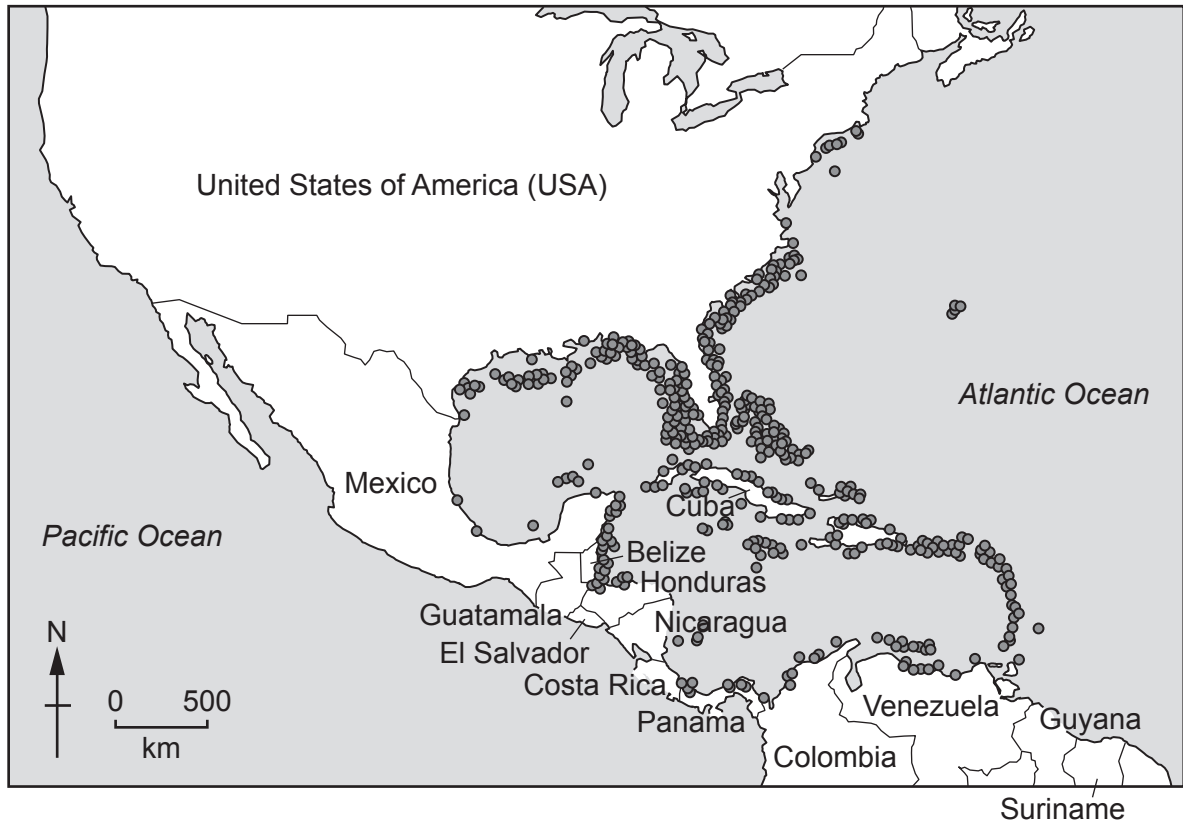 United States of America (USA)
Atlantic Ocean
Mexico
Cuba
Pacific Ocean
Belize
Honduras
Guatamala
Nicaragua
El Salvador
Costa Rica
Panama
Venezuela
Guyana
Colombia
Suriname
N
0 500
km